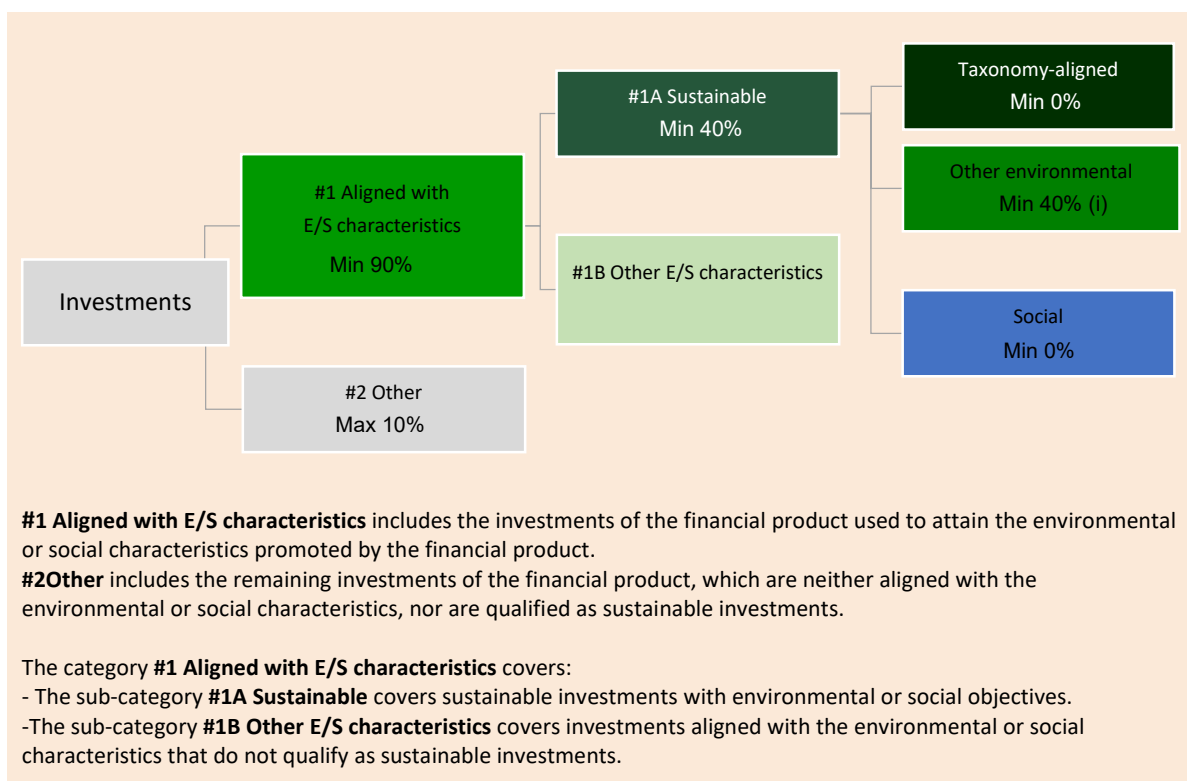 Investments
#1 Aligned with
E/S characteristics
Min 90%
#2 Other
Max 10%
#1A Sustainable
Min 40%
#1B Other E/S characteristics
Taxonomy-aligned
Min 0%
Other environmental
Min 40% (i)
Social
Min 0%
#1 Aligned with E/S characteristics includes the investments of the financial product used to attain the environmental
or social characteristics promoted by the financial product.
#2Other includes the remaining investments of the financial product, which are neither aligned with the
environmental or social characteristics, nor are qualified as sustainable investments.
The category #1 Aligned with E/S characteristics covers:
- The sub-category #1A Sustainable covers sustainable investments with environmental or social objectives.
-The sub-category #1B Other E/S characteristics covers investments aligned with the environmental or social
characteristics that do not qualify as sustainable investments.